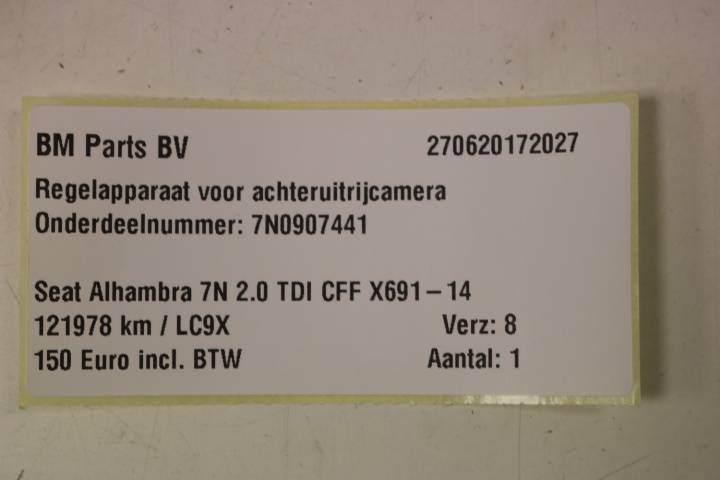 BM Parts BV 270620172027
Regelapparaat voor achteruitrijcamera
Onderdeelnummer: 7N0907441
Seat Alhambra 7N 2.0 TDI CFF X691-14
121978 km / LC9X Verz: 8
150 Euro incl. BTW Aantal: 1